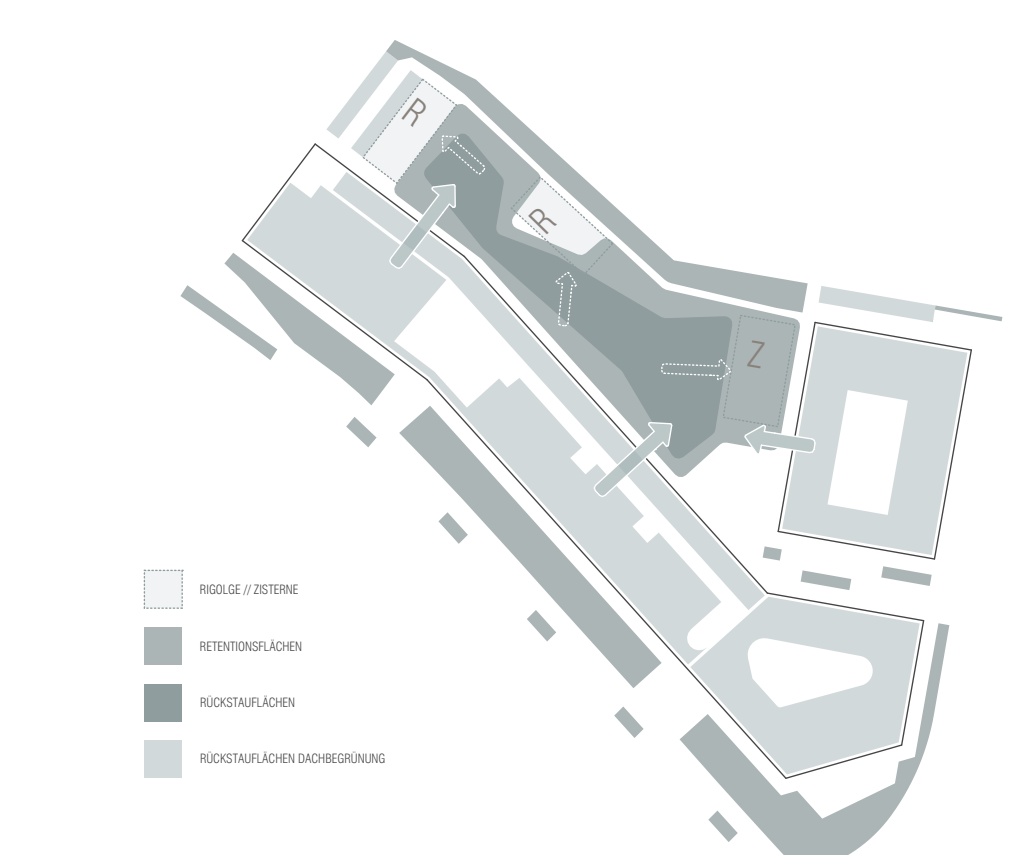 R
R
Z
RIGOLGE // ZISTERNE
RETENTIONSFLÄCHEN
RÜCKSTAUFLÄCHEN
RÜCKSTAUFLÄCHEN DACHBEGRÜNUNG